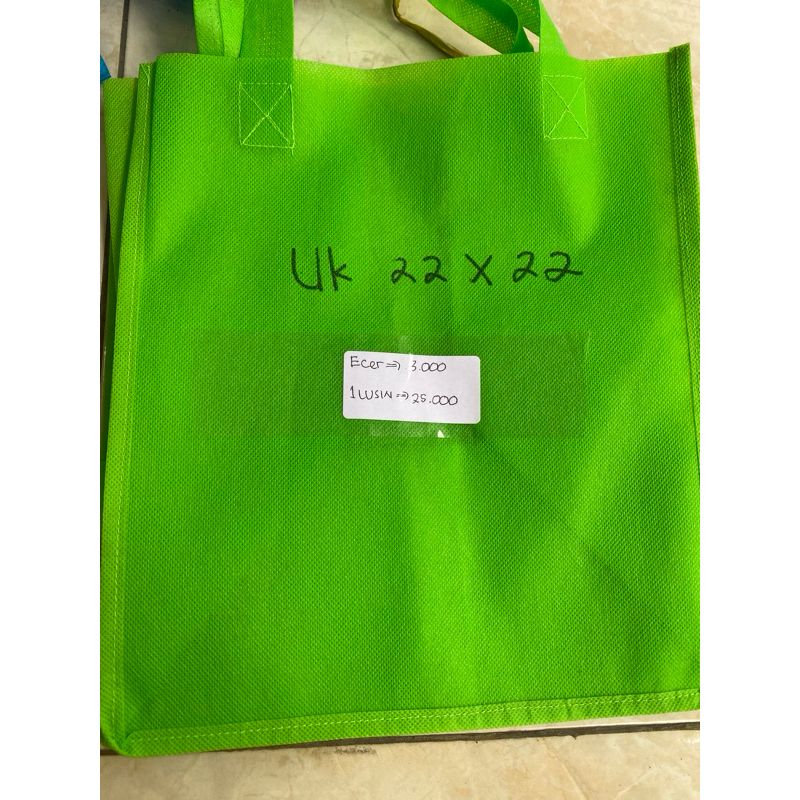 Uk 22 X 22
Ecer => 3.000
1 LUSIN => 25.000